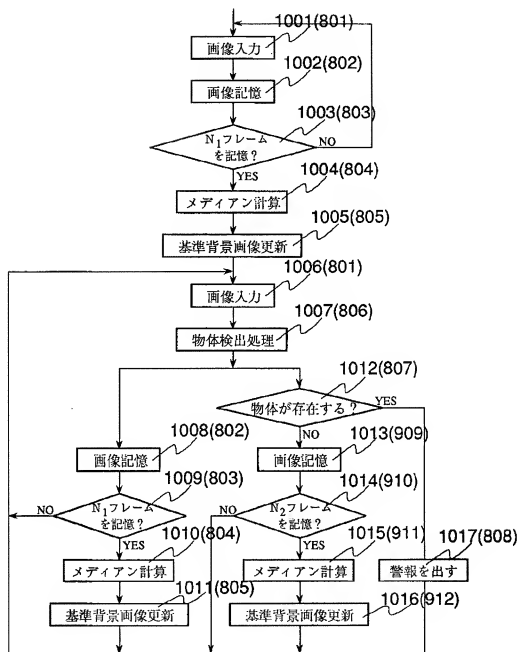 1001(801)
画像入力
1002(802)
画像記憶
1003(803)
N1フレーム
を記憶?
NO
YES
1004(804)
メディアン計算
1005(805)
基準背景画像更新
1006(801)
画像入力
1007(806)
物体検出処理
1012(807)
物体が存在する?
YES
NO
1008(802)
画像記憶
1013(909)
画像記憶
1009(803)
N1フレーム
を記憶?
NO
YES
1014(910)
N2フレーム
を記憶?
NO
YES
1010(804)
メディアン計算
1015(911)
メディアン計算
1017(808)
警報を出す
1011(805)
基準背景画像更新
1016(912)
基準背景画像更新